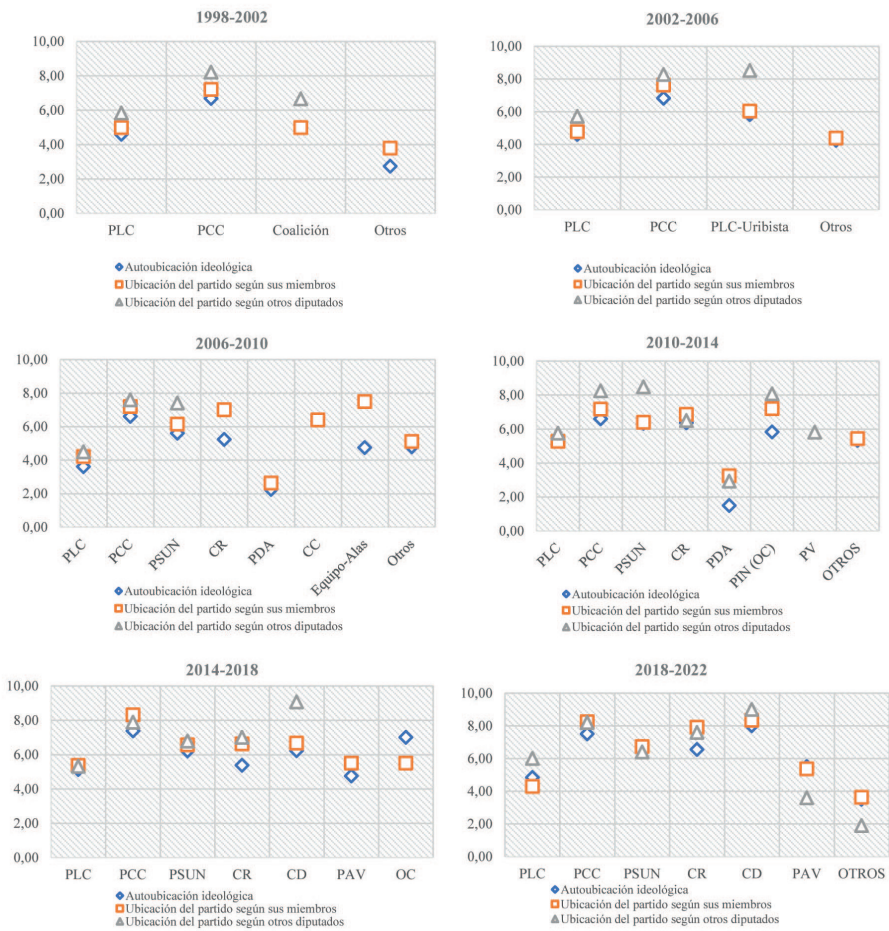 1998-2002
10,00
8,00
6,00
4,00
2,00
0,00
PLC PCC Coalición Otros
Autoubicación ideológica
Ubicación del partido según sus miembros
Ubicación del partido según otros diputados
2002-2006
10,00
8,00
6,00
4,00
2,00
0,00
PLC PCC PLC-Uribista Otros
Autoubicación ideológica
Ubicación del partido según sus miembros
Ubicación del partido según otros diputados
2006-2010
10,00
8,00
6,00
4,00
2,00
0,00
PLC PCC PSUN CR PDA CC Equipo-Alas Otros
Autoubicación ideológica
Ubicación del partido según sus miembros
Ubicación del partido según otros diputados
2010-2014
10,00
8,00
6,00
4,00
2,00
0,00
PLC PCC PSUN CR PDA PIN (OC) PV OTROS
Autoubicación ideológica
Ubicación del partido según sus miembros
Ubicación del partido según otros diputados
2014-2018
10,00
8,00
6,00
4,00
2,00
0,00
PLC PCC PSUN CR CD PAV OC
Autoubicación ideológica
Ubicación del partido según sus miembros
Ubicación del partido según otros diputados
2018-2022
10,00
8,00
6,00
4,00
2,00
0,00
PLC PCC PSUN CR CD PAV OTROS
Autoubicación ideológica
Ubicación del partido según sus miembros
Ubicación del partido según otros diputados